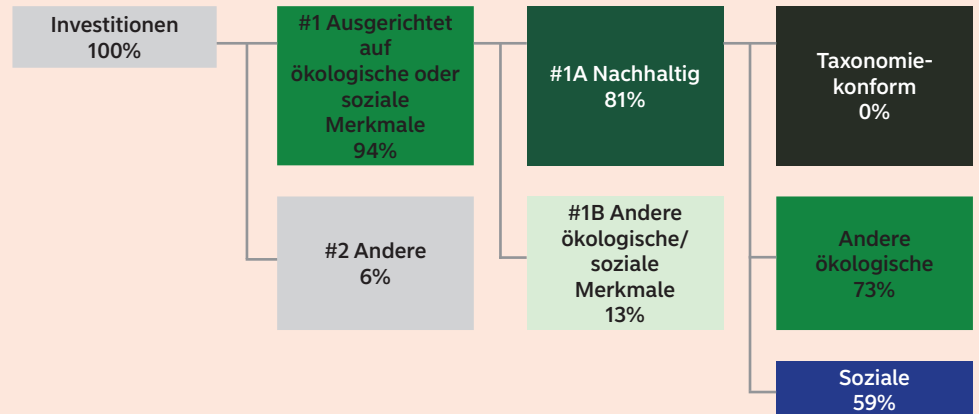 Investitionen
100%
#1 Ausgerichtet
auf
ökologische oder
soziale
Merkmale
94%
#1A Nachhaltig
81%
Taxonomie-
konform
0%
#2 Andere
6%
#1B Andere
ökologische/
soziale
Merkmale
13%
Andere
ökologische
73%
Soziale
59%